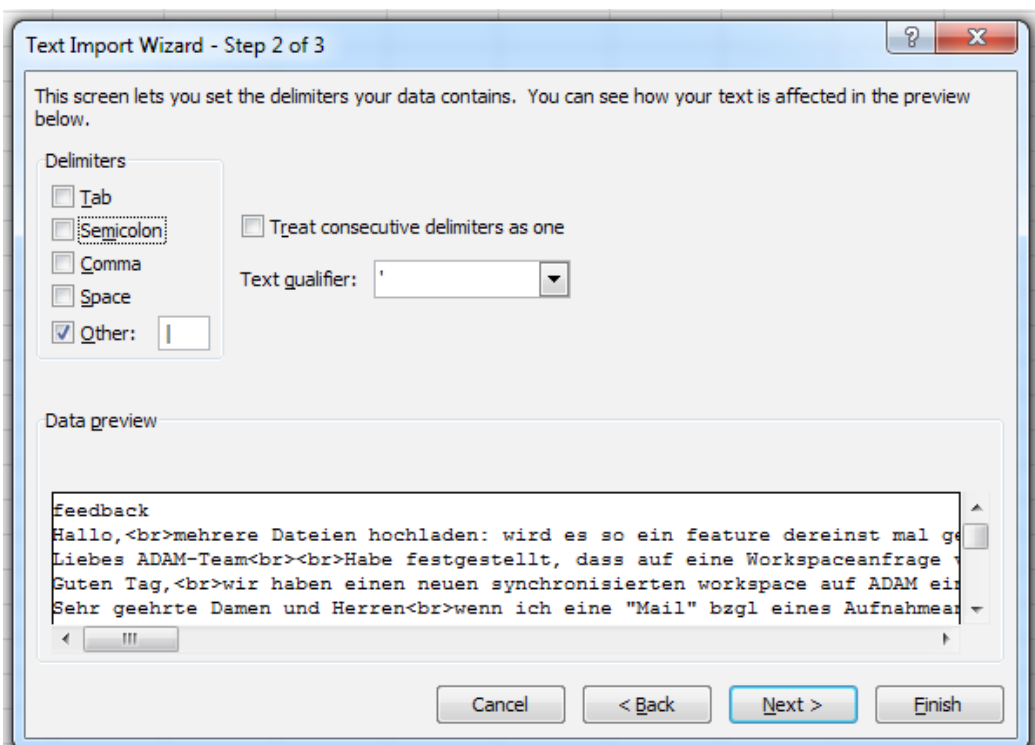 Text Import Wizard - Step 2 of 3
This screen lets you set the delimiters your data contains. You can see how your text is affected in the preview
below.
Delimiters
Tab
Semicolon
Comma
Space
Other: |
Treat consecutive delimiters as one
Text qualifier: '
Data preview
feedback
Hallo,<br>mehrere Dateien hochladen: wird es so ein feature dereinst mal ge
Liebes ADAM-Team<br><br>Habe festgestellt, dass auf eine Workspaceanfrage
Guten Tag,<br>wir haben einen neuen synchronisierten workspace auf ADAM ein
Sehr geehrte Damen und Herren<br>wenn ich eine "Mail" bzgl eines Aufnahmean
Cancel
< Back
Next >
Finish